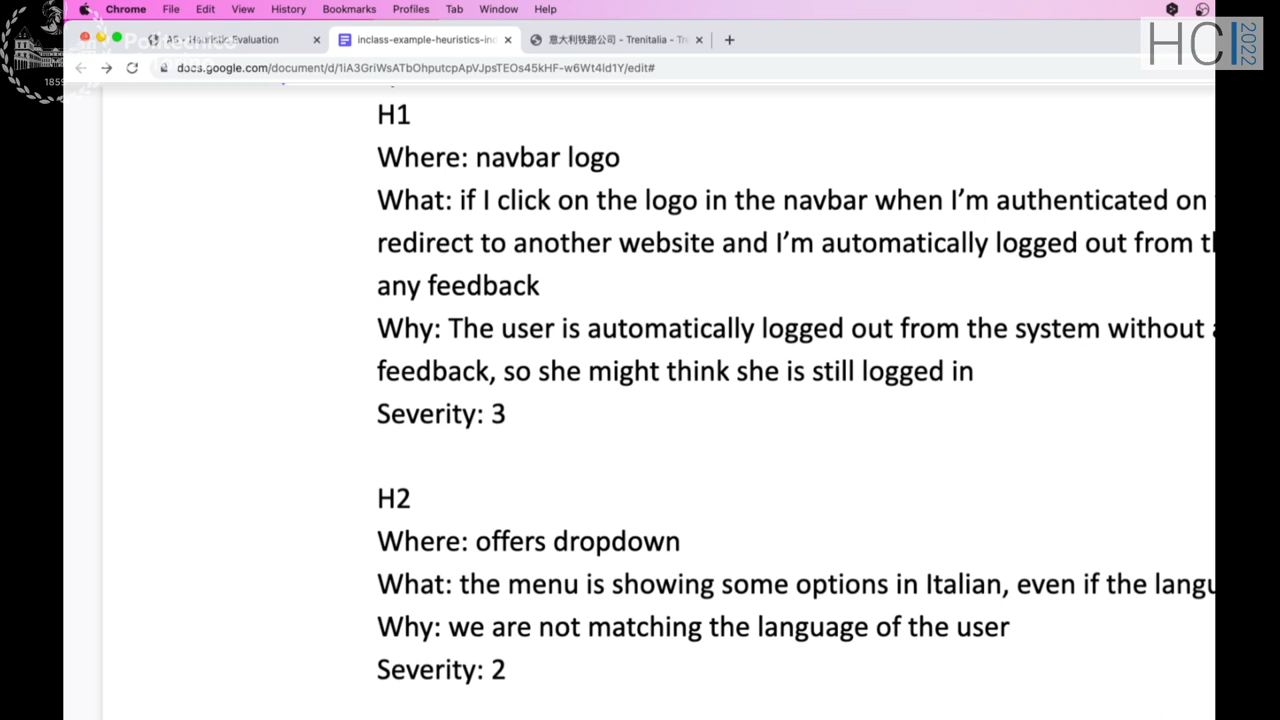 Chrome File Edit View History Bookmarks Profiles Tab Window Help
Politecnico
Heuristic Evaluation
inclass-example-heuristics-ind
意大利铁路公司 - Trenitalia - Tre
HCI
2022
docs.google.com/document/d/1iA3GriWsATbOhputcpApVJpsTEOs45kHF-w6Wt4ld1Y/edit#
1859
H1
Where: navbar logo
What: if I click on the logo in the navbar when I’m authenticated on
redirect to another website and I’m automatically logged out from th
any feedback
Why: The user is automatically logged out from the system without a
feedback, so she might think she is still logged in
Severity: 3
H2
Where: offers dropdown
What: the menu is showing some options in Italian, even if the langu
Why: we are not matching the language of the user
Severity: 2